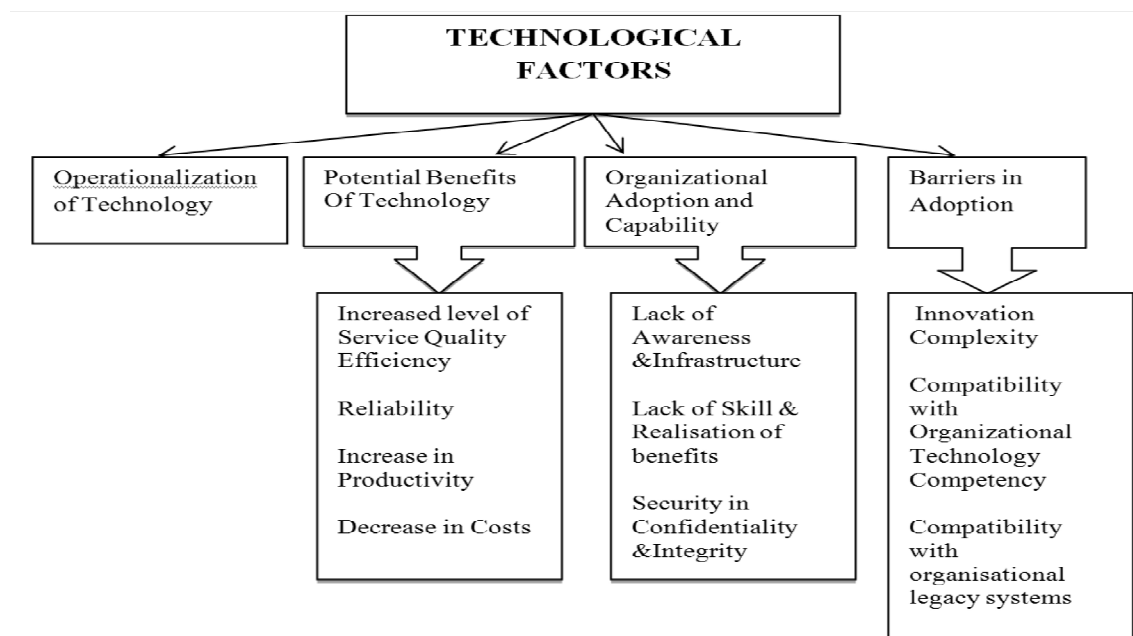 TECHNOLOGICAL
FACTORS
Operationalization
of Technology
Potential Benefits
Of Technology
Organizational
Adoption and
Capability
Barriers in
Adoption
Increased level of
Service Quality
Efficiency
Reliability
Increase in
Productivity
Decrease in Costs
Lack of
Awareness
&Infrastructure
Lack of Skill &
Realisation of
benefits
Security in
Confidentiality
&Integrity
Innovation
Complexity
Compatibility
with
Organizational
Technology
Competency
Compatibility
with
organisational
legacy systems